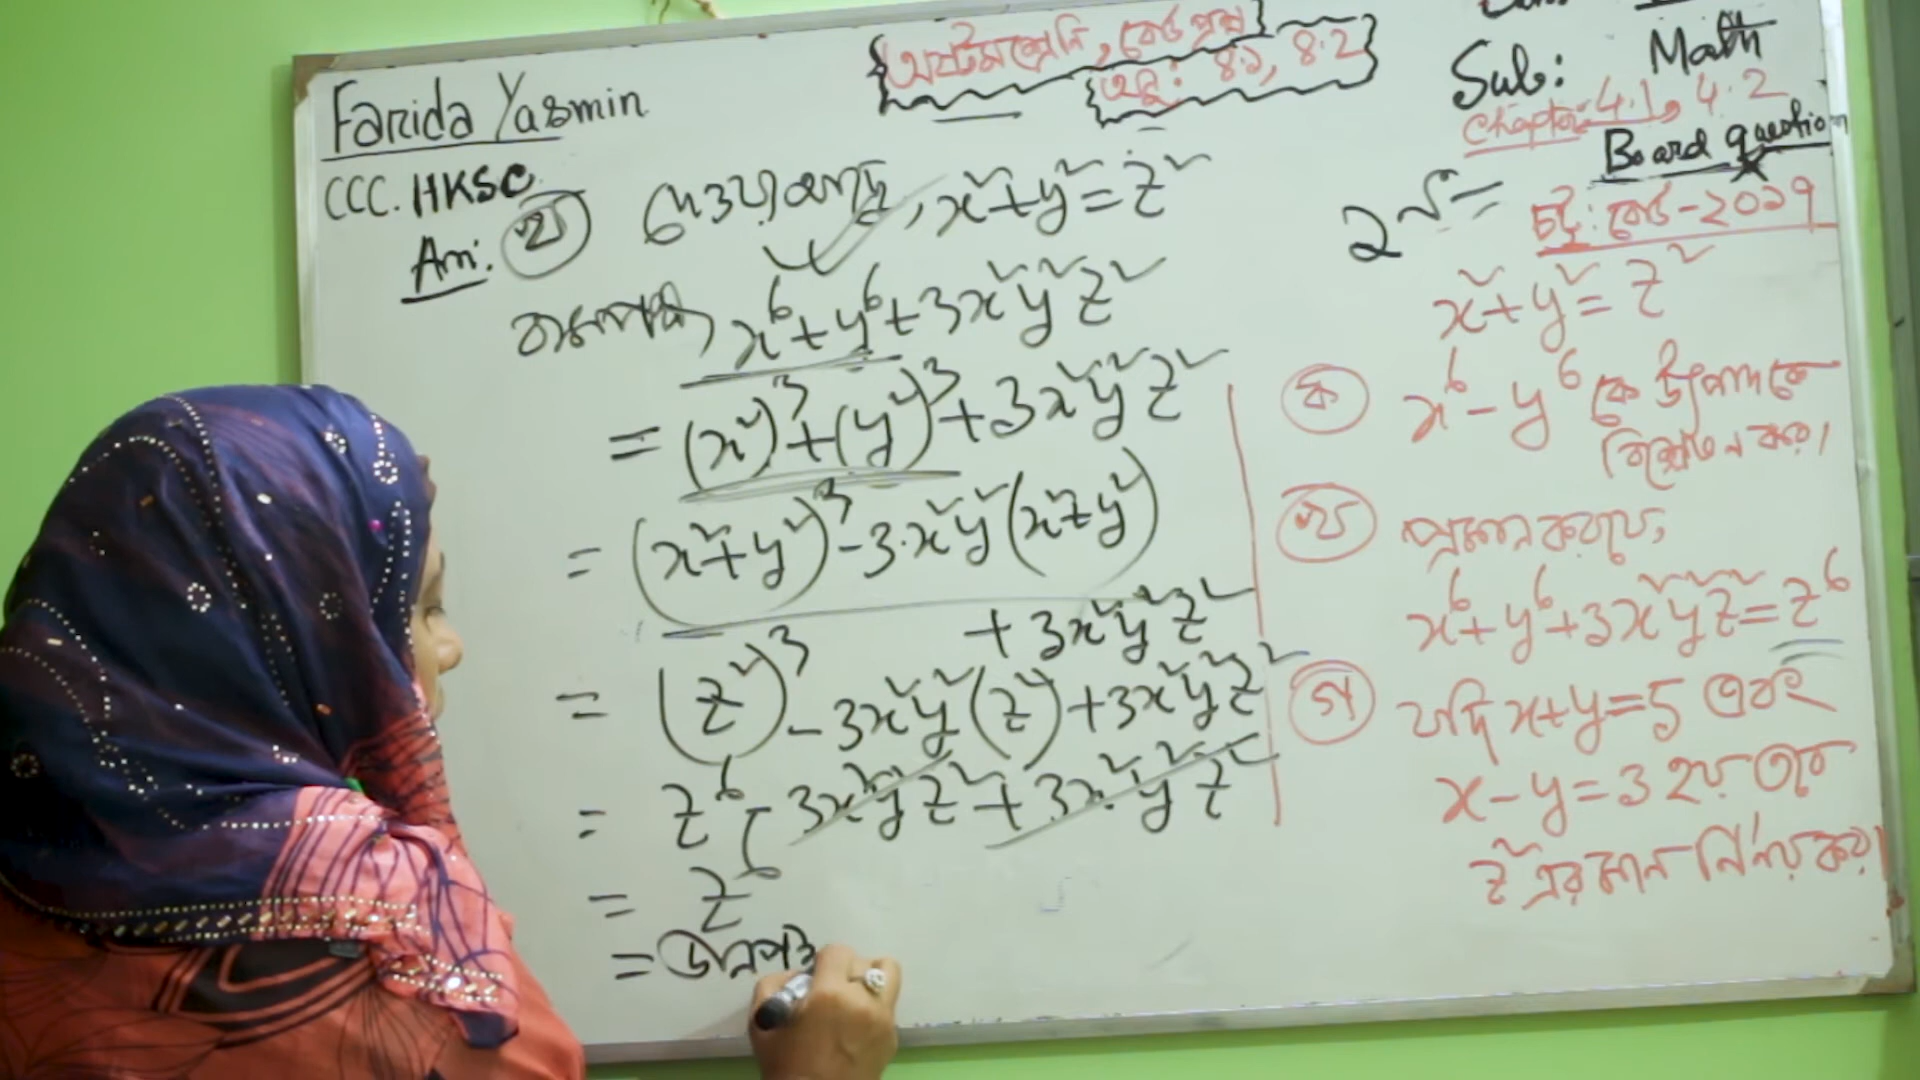 Farida Yasmin
CCC. HKSC
অষ্টম শ্রেনি, বোর্ড প্রশ্ন
অনু: ৪.১, ৪.২
Sub: Math
Chapter: 4.1, 4.2
Board question
Ans: খ দেওয়া আছে, x²+y²=z²
বামপক্ষ, x⁶+y⁶+3x²y²z²
= (x²)³+(y²)³+3x²y²z²
= (x²+y²)³-3.x²y²(x²+y²)
+ 3x²y²z²
= (z²)³-3x²y²(z²)+3x²y²z²
= z⁶-3x²y²z²+3x²y²z²
= z⁶
= ডানপক্ষ
চট্ট: বোর্ড-২০১৭
x²+y²=z²
ক x⁶-y⁶ কে উৎপাদকে
বিশ্লেষণ কর।
খ প্রমাণ কর যে,
x⁶+y⁶+3x²y²z²=z⁶
গ যদি x+y=5 এবং
x-y=3 হয় তবে
z² এর মান নির্ণয় কর।